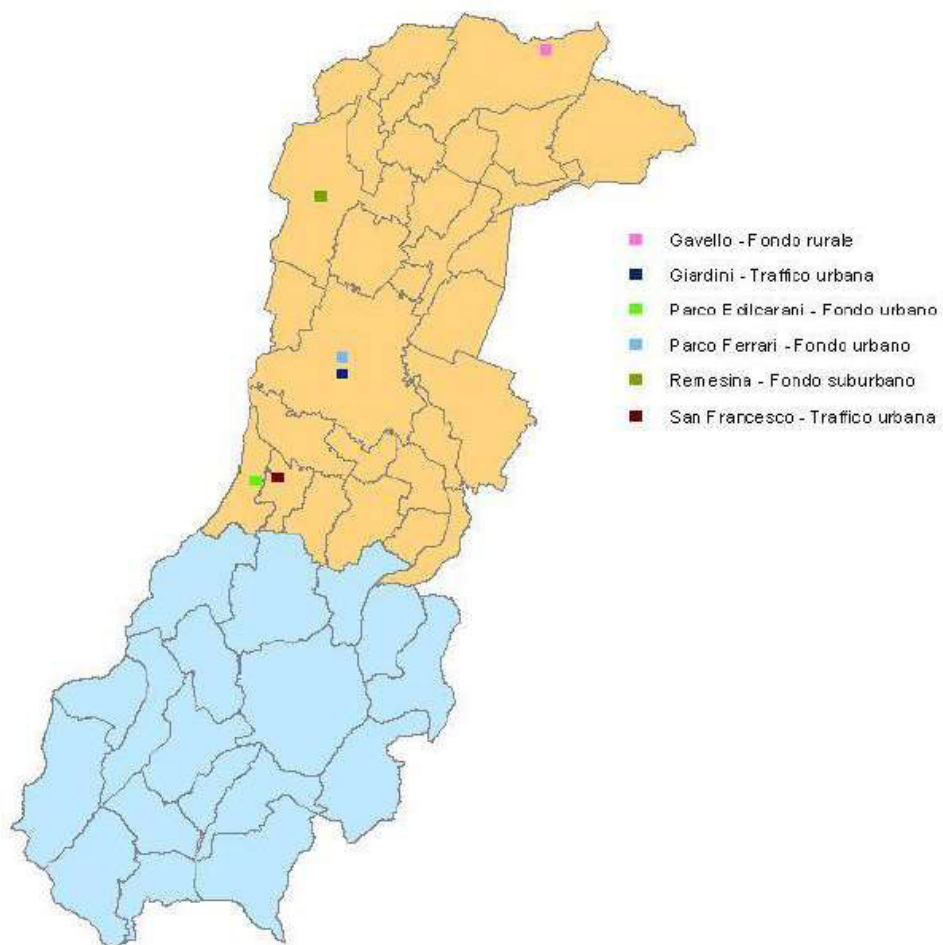 Gavello - Fondo rurale
Giardini - Traffico urbana
Parco Edilcarani - Fondo urbano
Parco Ferrari - Fondo urbano
Remesina - Fondo suburbano
San Francesco - Traffico urbana